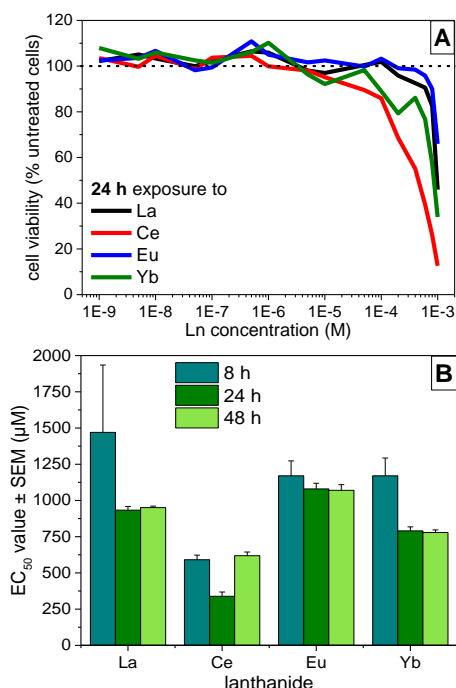 A
cell viability (% untreated cells)
120
100
80
60
40
20
0
24 h exposure to
La
Ce
Eu
Yb
1E-9 1E-8 1E-7 1E-6 1E-5 1E-4 1E-3
Ln concentration (M)
B
EC50 value ± SEM (µM)
2000
1750
1500
1250
1000
750
500
250
0
8 h
24 h
48 h
La Ce Eu Yb
lanthanide